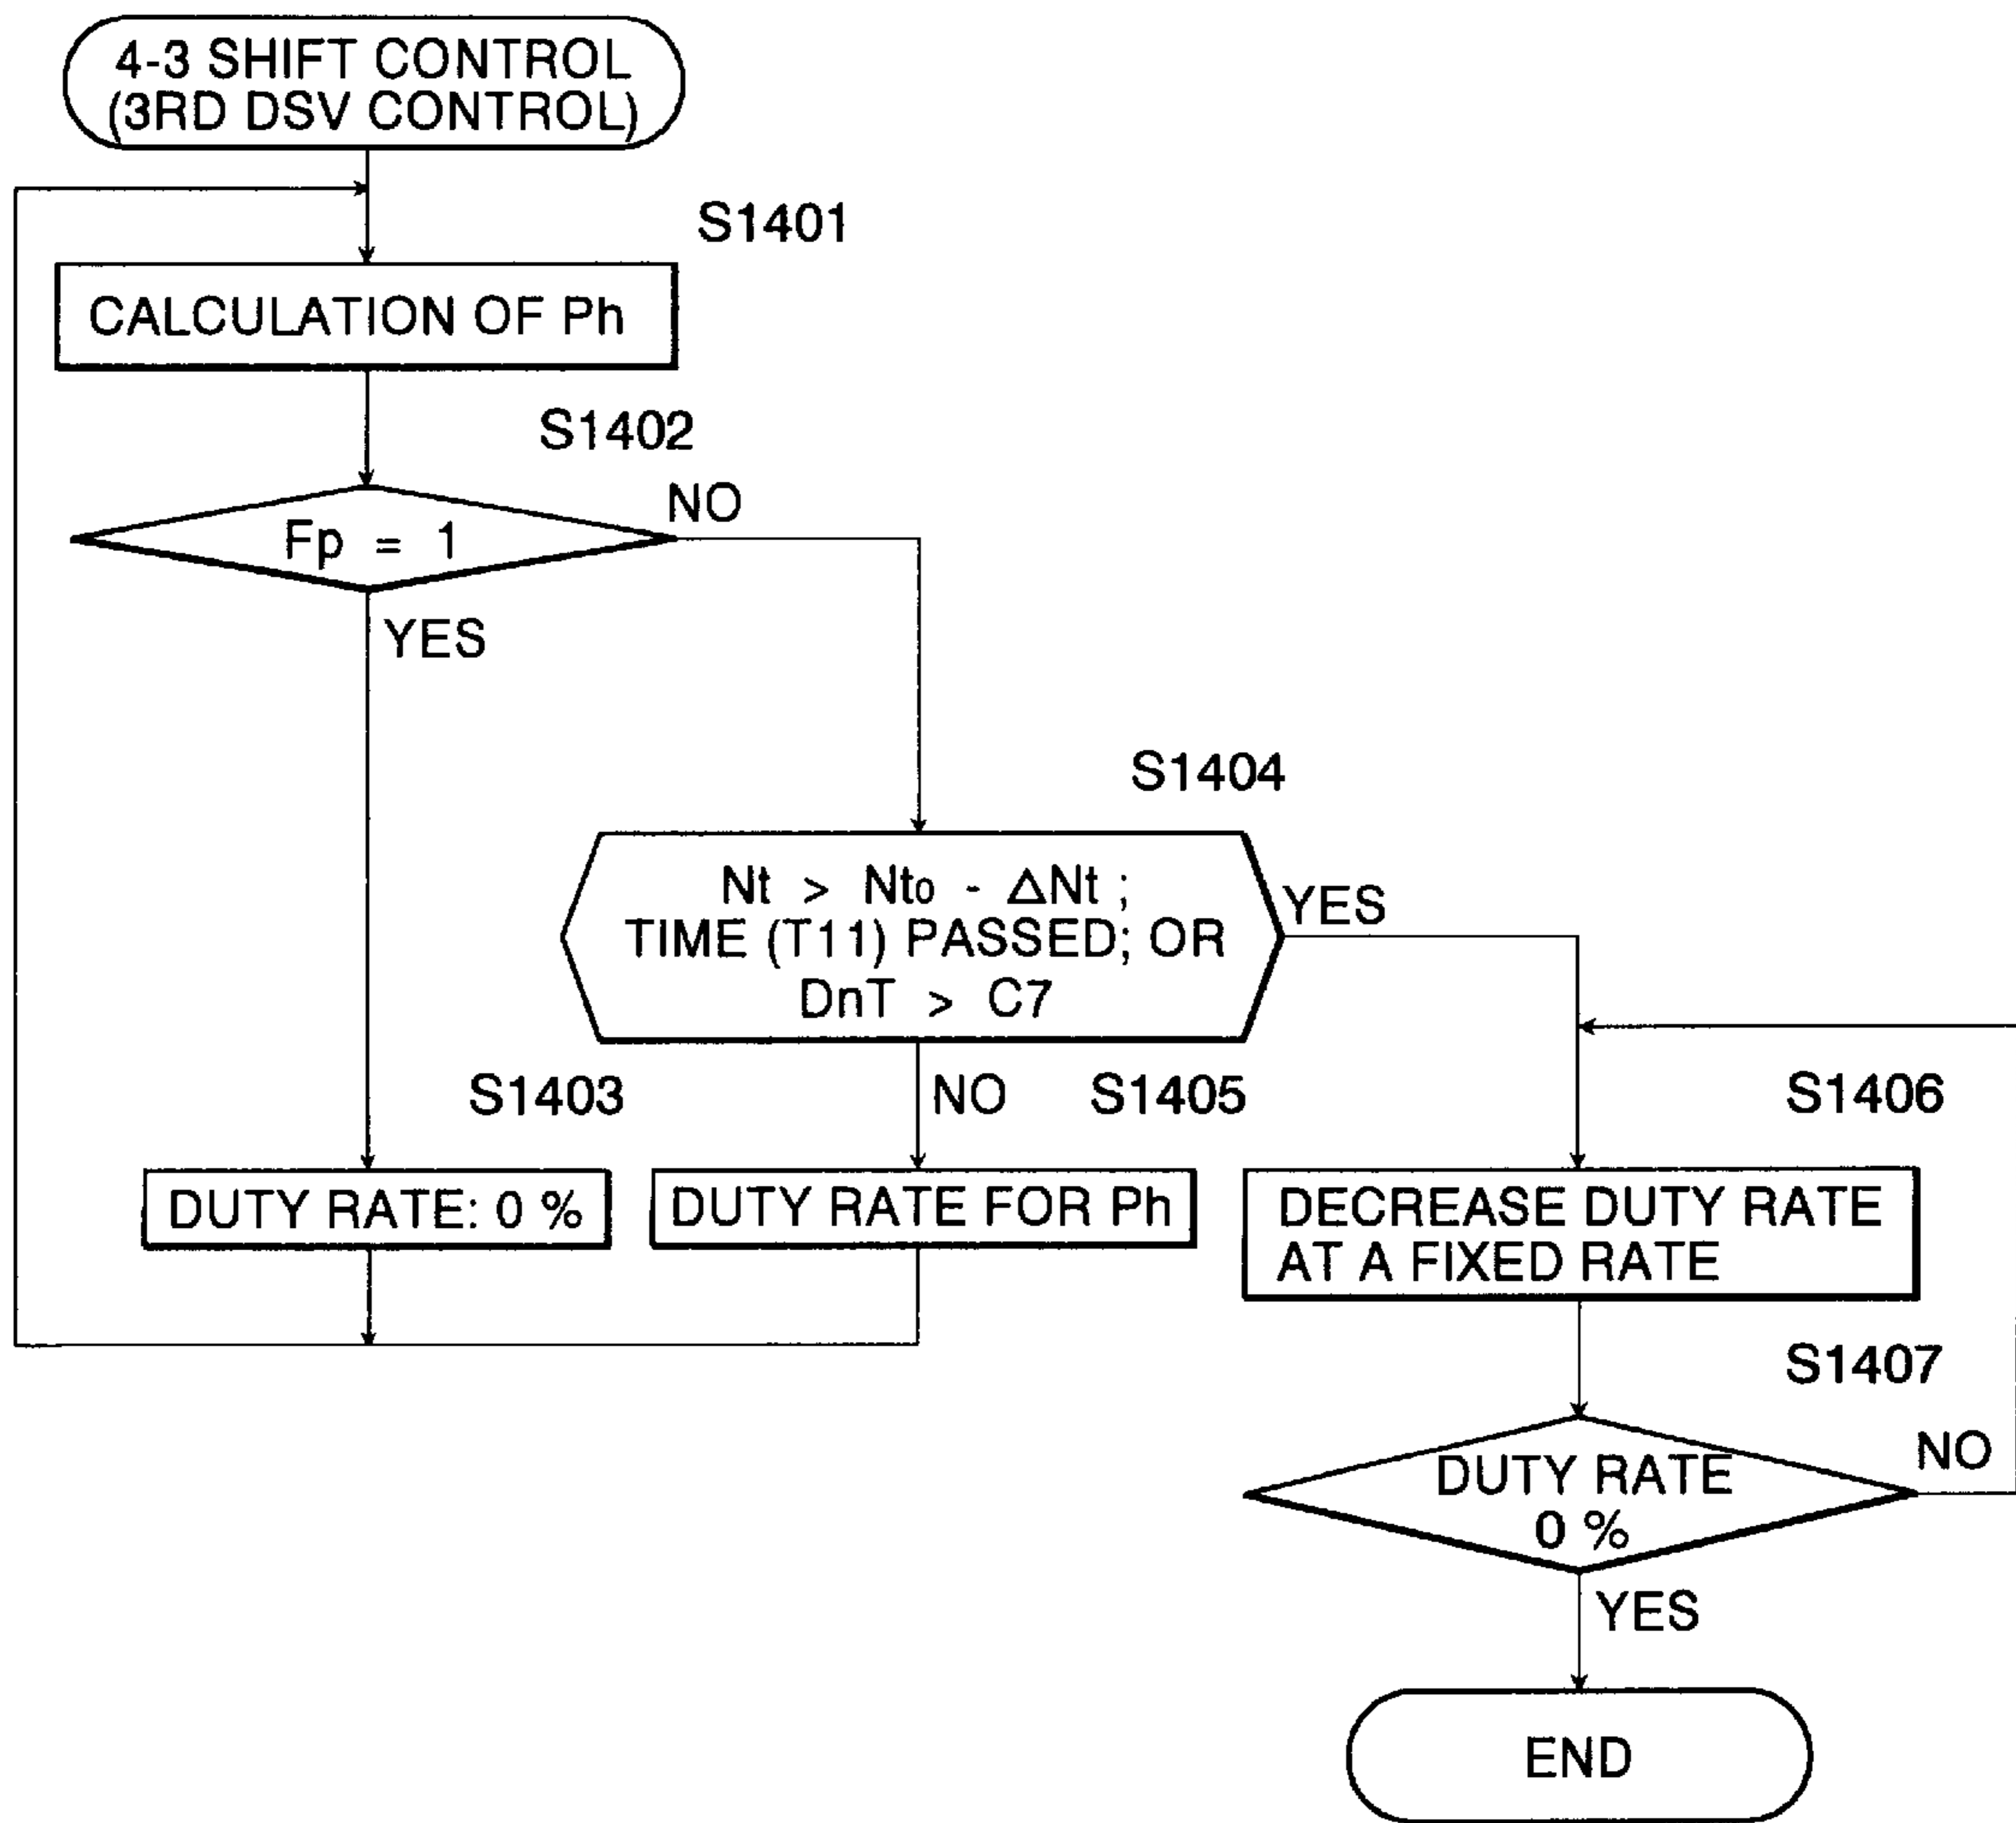 4-3 SHIFT CONTROL
(3RD DSV CONTROL)
S1401
CALCULATION OF Ph
S1402
Fp = 1
NO
YES
S1404
Nt > Nt₀ - ΔNt ;
TIME (T11) PASSED; OR
DnT > C7
YES
S1403
NO
S1405
S1406
DUTY RATE: 0 %
DUTY RATE FOR Ph
DECREASE DUTY RATE
AT A FIXED RATE
S1407
DUTY RATE
0 %
NO
YES
END